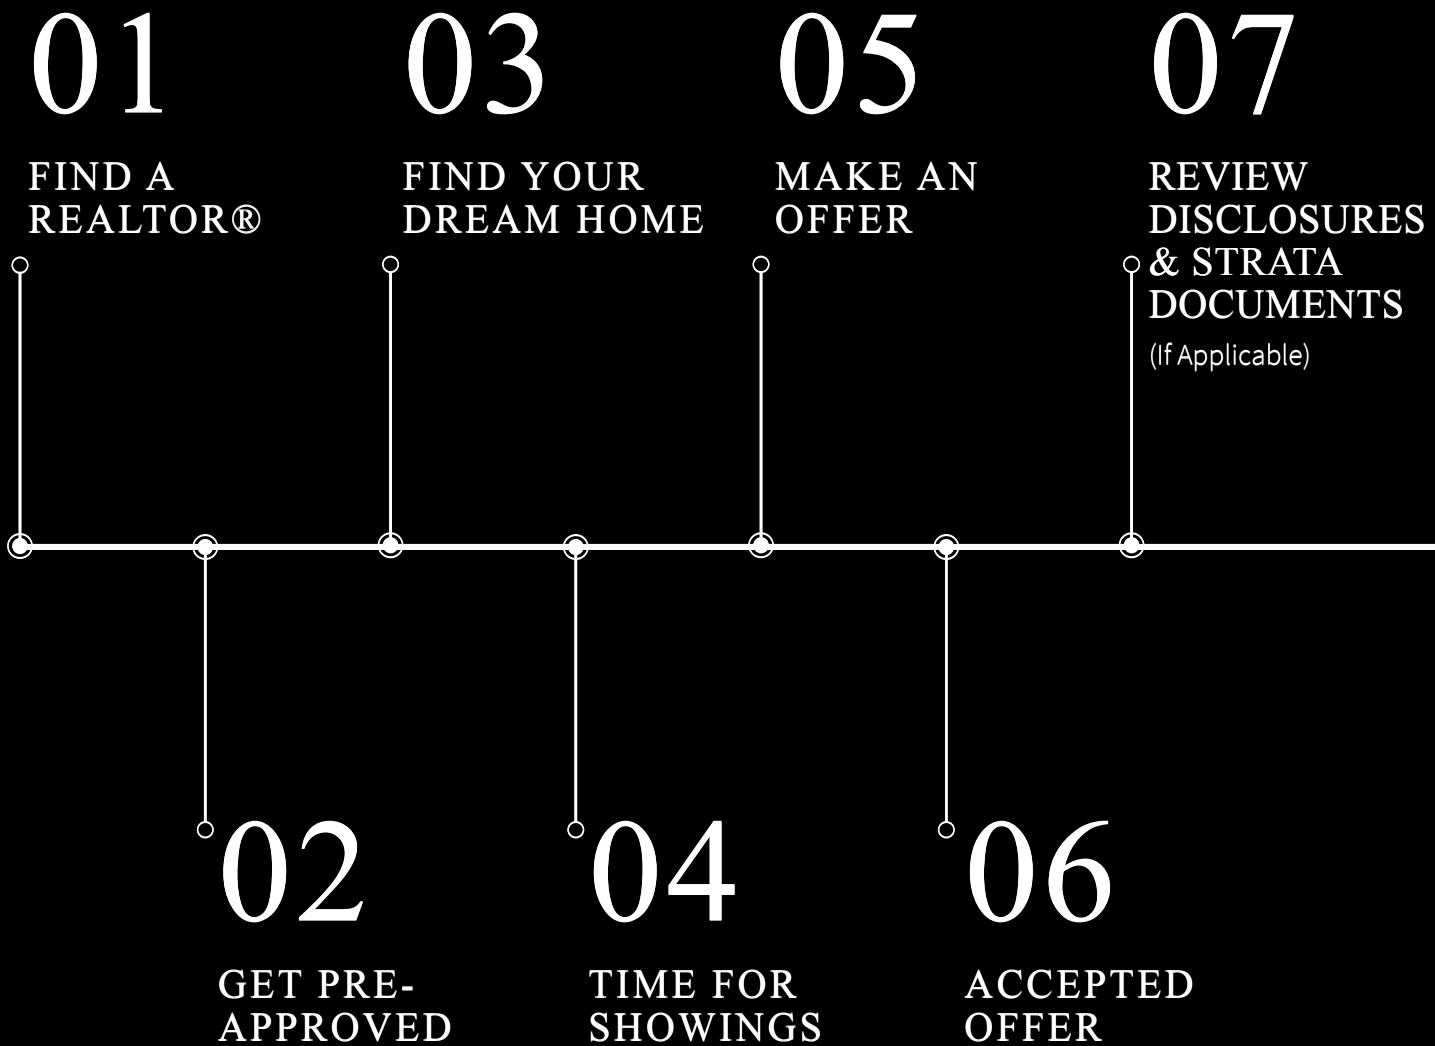 01
FIND A
REALTOR®
03
FIND YOUR
DREAM HOME
05
MAKE AN
OFFER
07
REVIEW
DISCLOSURES
& STRATA
DOCUMENTS
(If Applicable)
02
GET PRE-
APPROVED
04
TIME FOR
SHOWINGS
06
ACCEPTED
OFFER